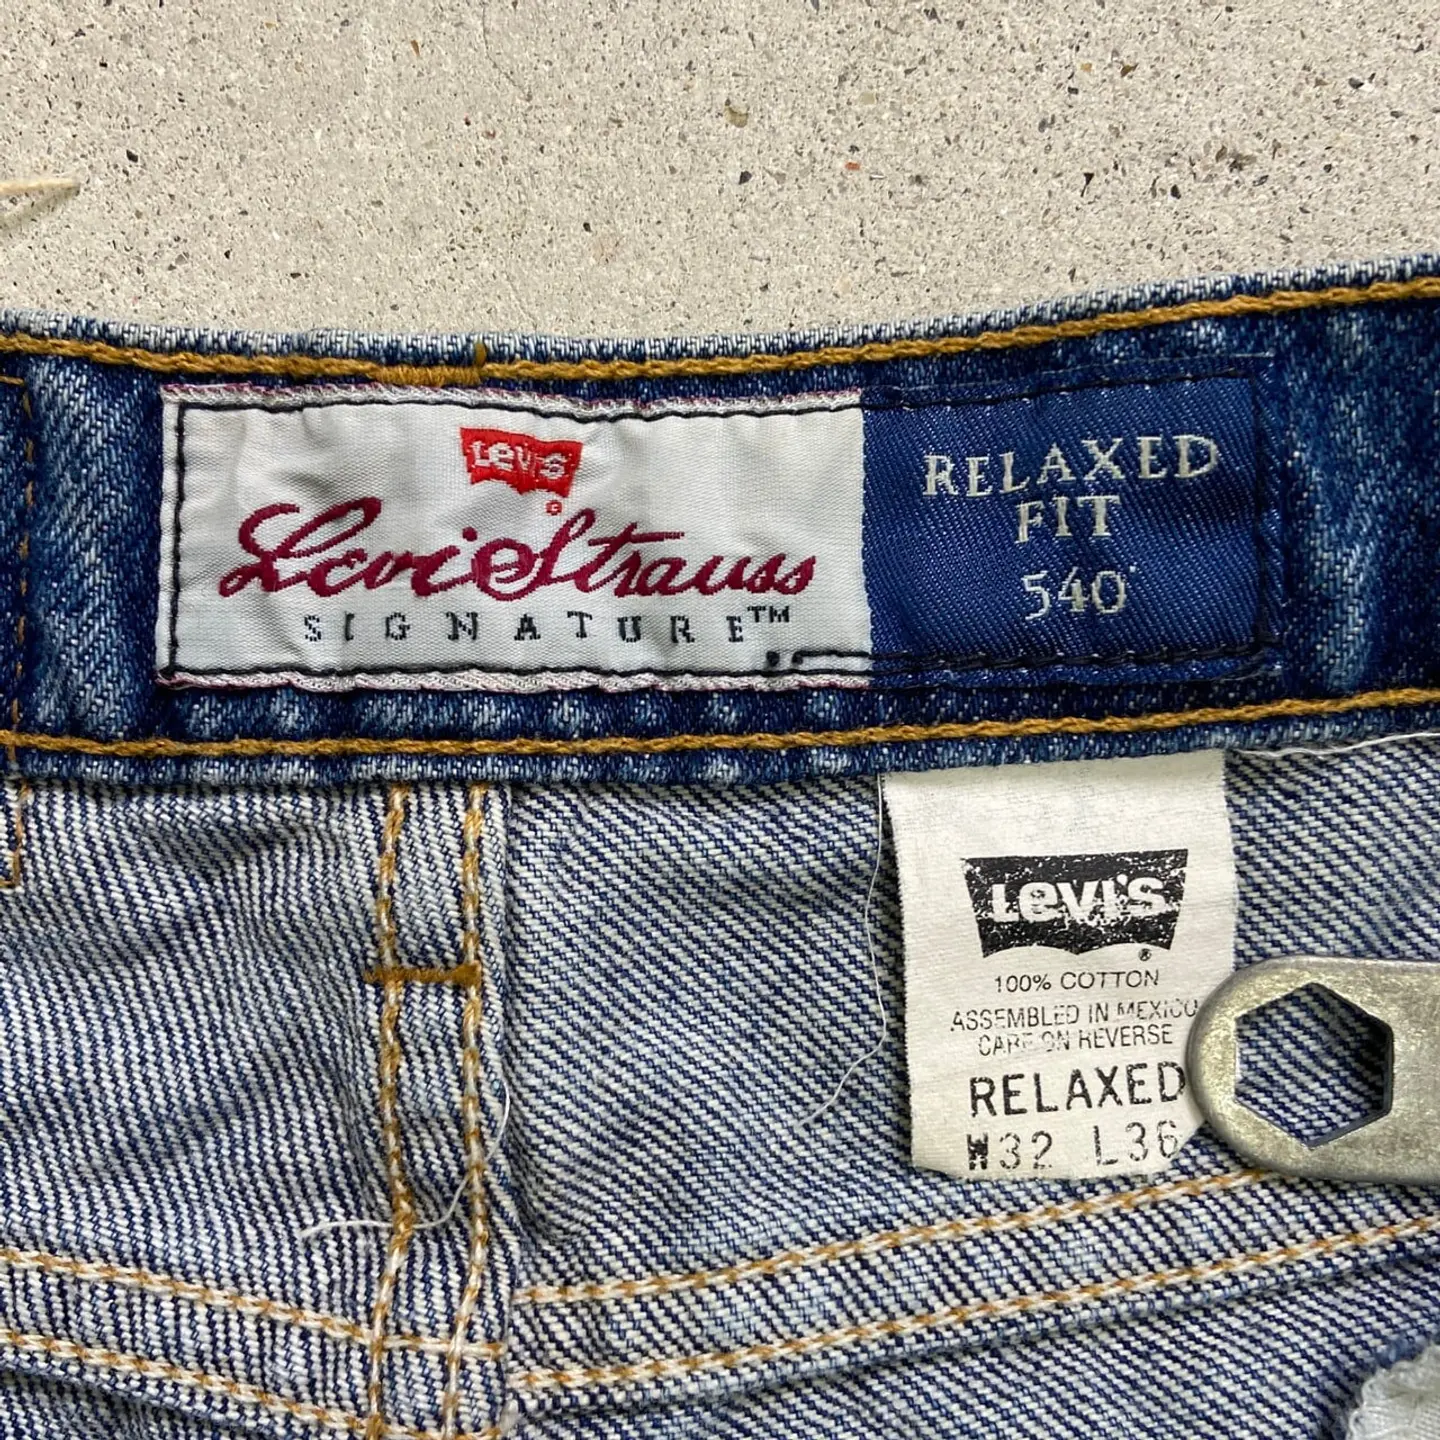 Levi's
©
Levi Strauss
SIGNATURE™
RELAXED
FIT
540
LEVI'S
®
100% COTTON
ASSEMBLED IN MEXICO
CARE ON REVERSE
RELAXED
W32 L36